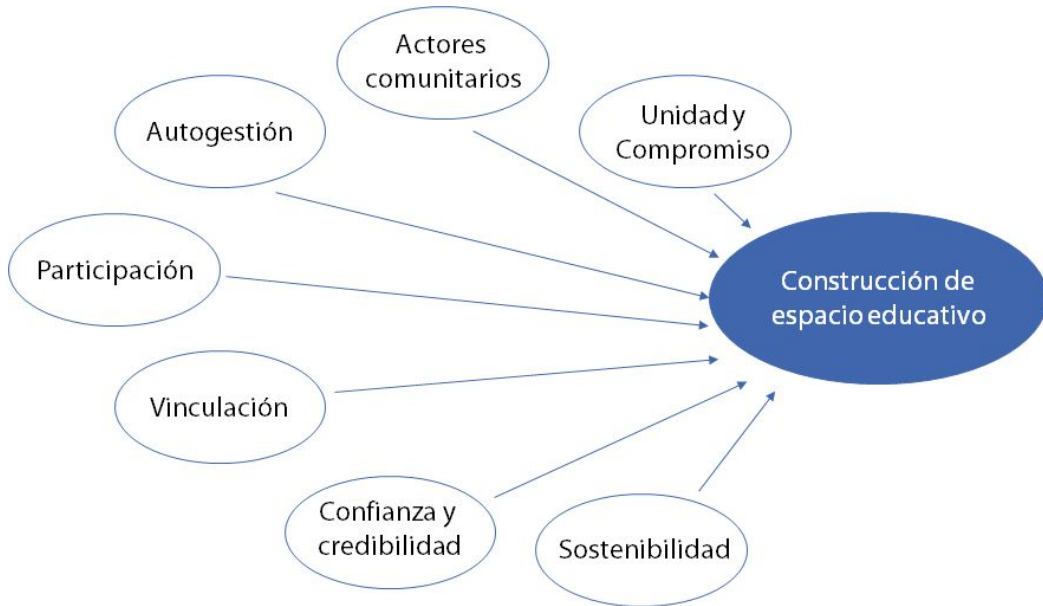 Actores
comunitarios
Unidad y
Compromiso
Autogestión
Participación
Construcción de
espacio educativo
Vinculación
Confianza y
credibilidad
Sostenibilidad